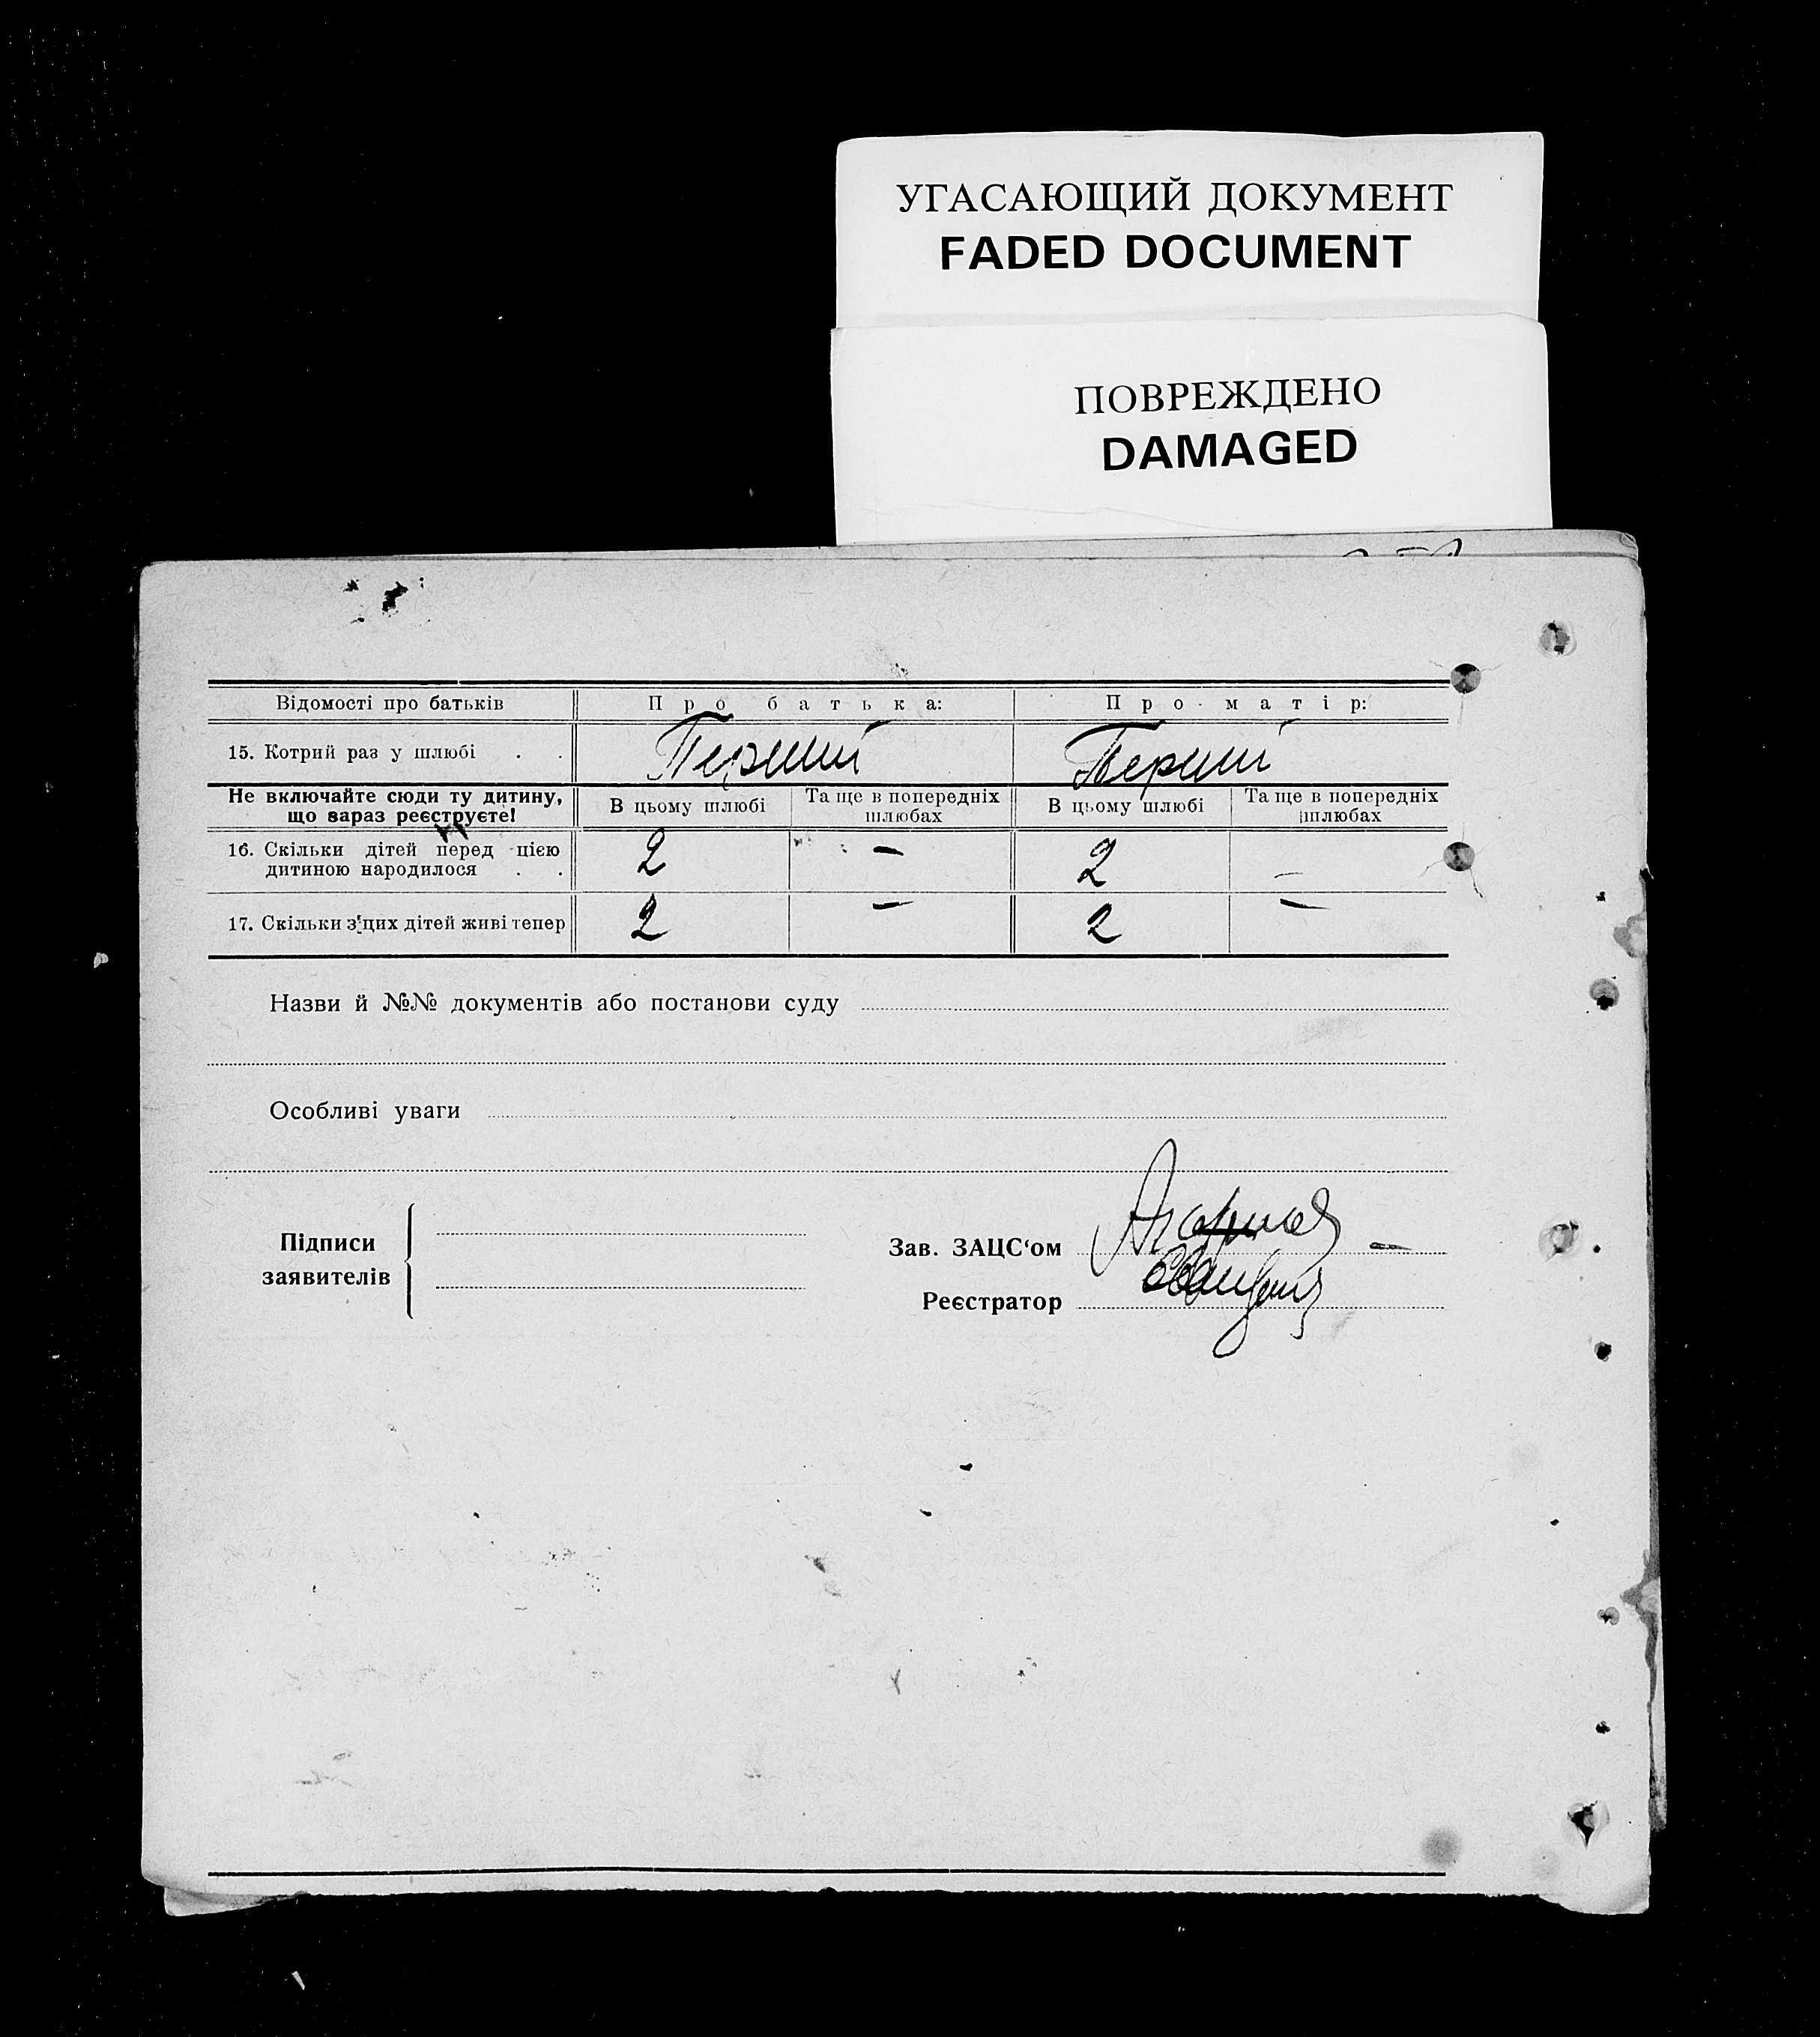 УГАСАЮЩИЙ ДОКУМЕНТ
FADED DOCUMENT
ПОВРЕЖДЕНО
DAMAGED
Відомості про батьків Про батька: Про матір:
15. Котрий раз у шлюбі . . Перший Перший
Не включайте сюди ту дитину, що зараз реєструєте! В цьому шлюбі Та ще в попередніх шлюбах В цьому шлюбі Та ще в попередніх шлюбах
16. Скільки дітей перед цією дитиною народилося . . 2 — 2 —
17. Скільки з цих дітей живі тепер 2 — 2 —
Назви й №№ документів або постанови суду
Особливі уваги
Підписи заявителів
Зав. ЗАЦС‘ом
Реєстратор